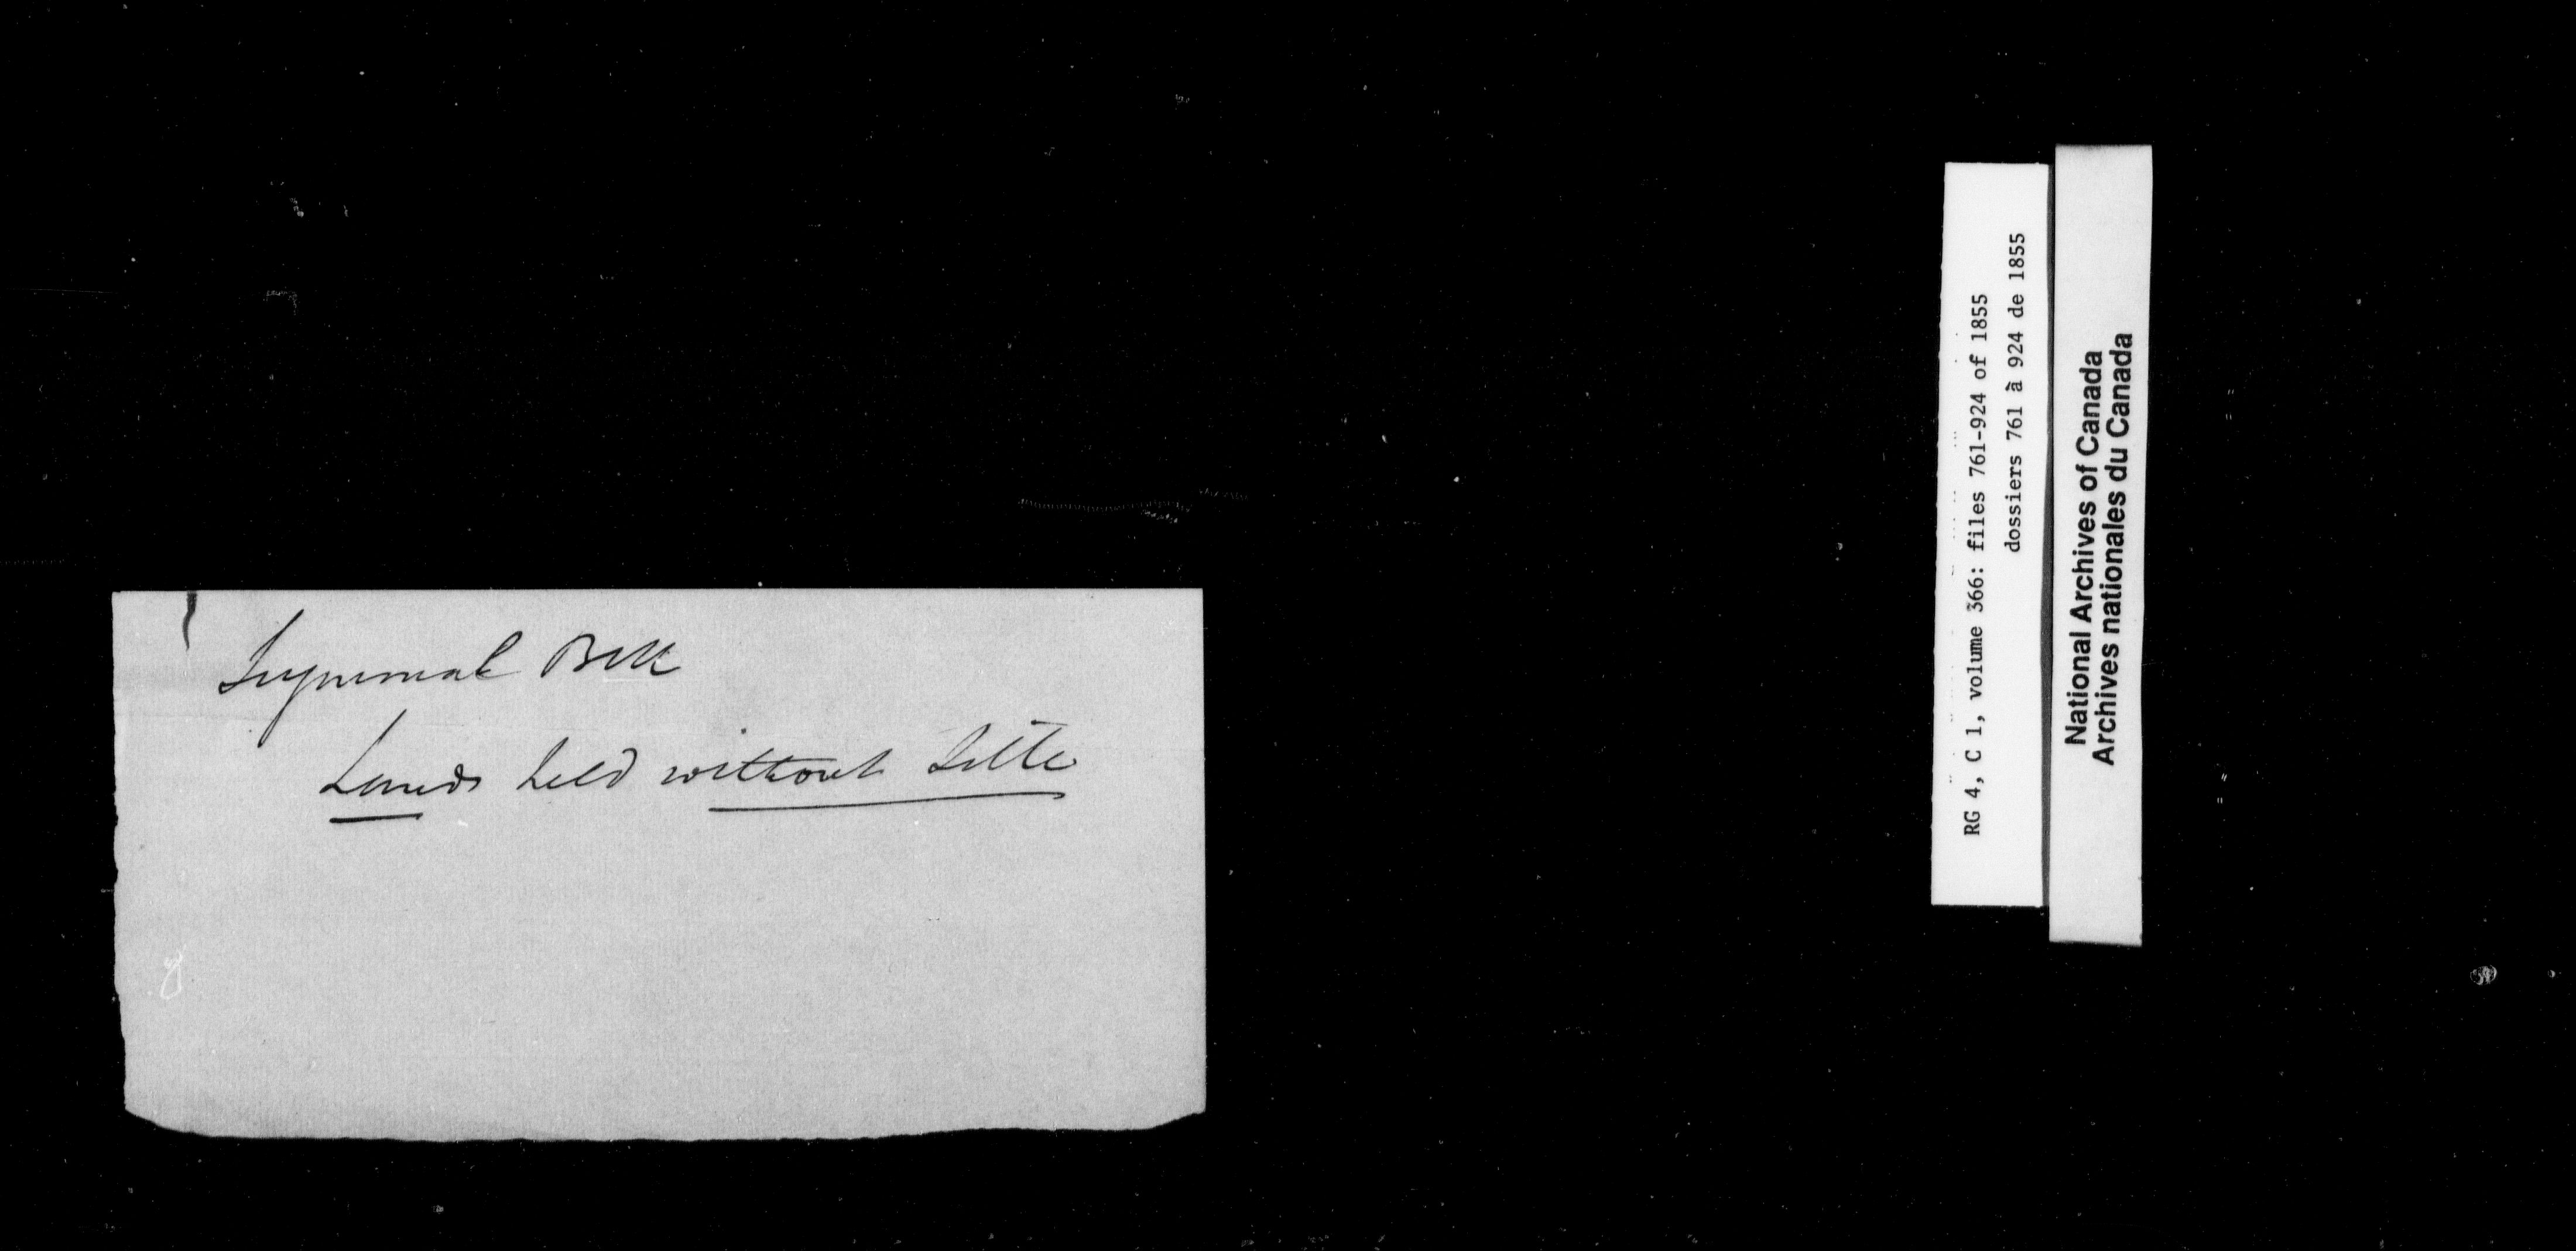 Seigniorial Bill
Lands held without Title
RG 4, C 1, volume 366: files 761-924 of 1855
dossiers 761 à 924 de 1855
National Archives of Canada
Archives nationales du Canada